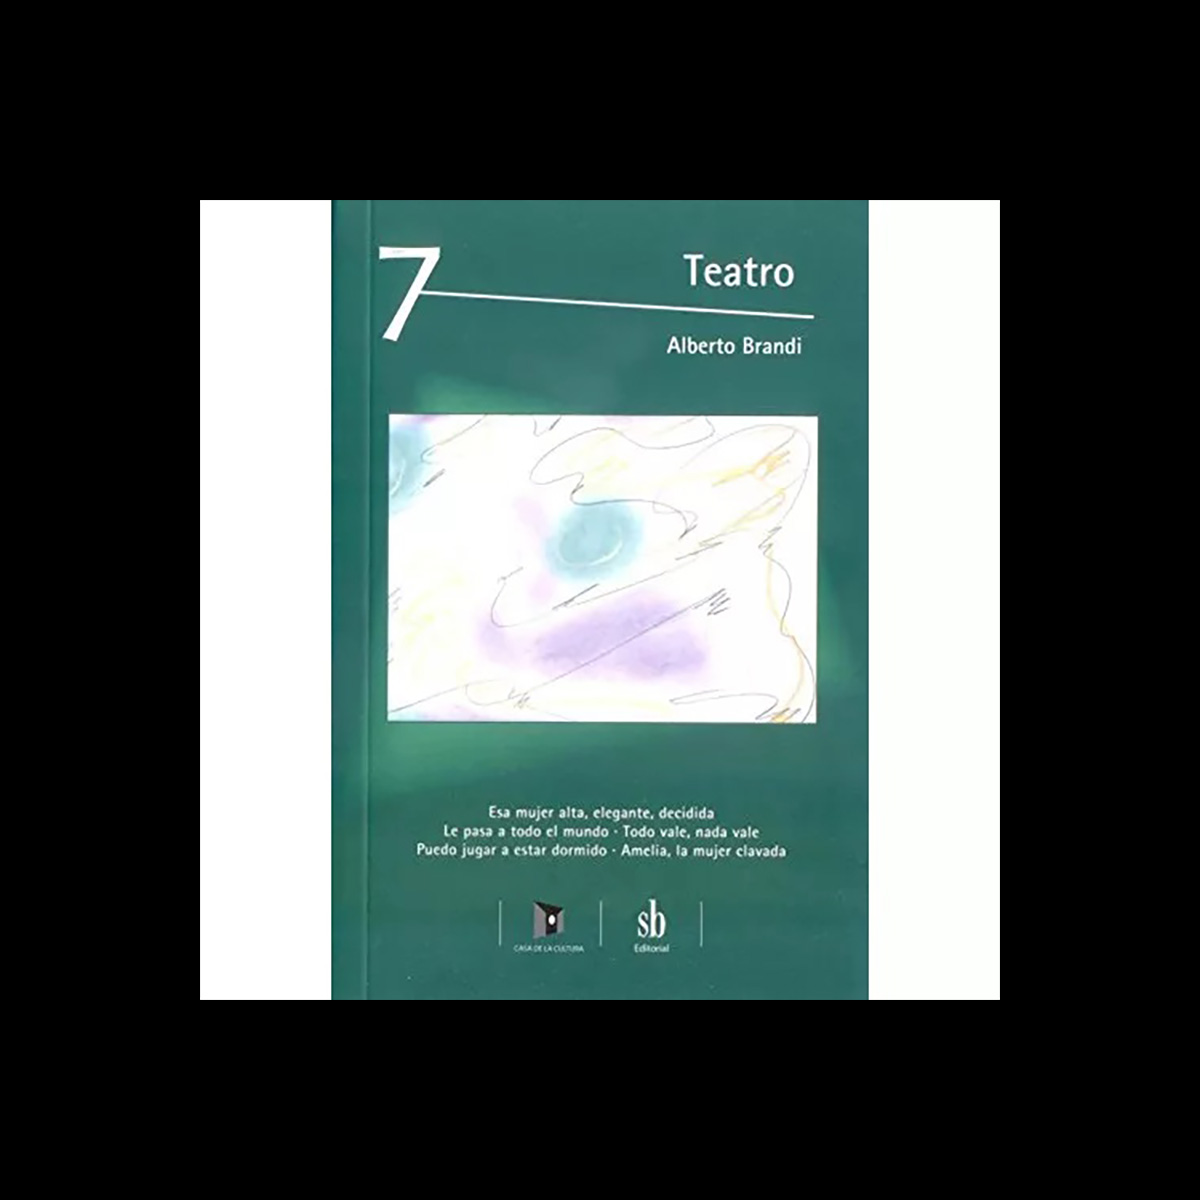 7
Teatro
Alberto Brandi
Esa mujer alta, elegante, decidida
Le pasa a todo el mundo · Todo vale, nada vale
Puedo jugar a estar dormido · Amelia, la mujer clavada
CASA DE LA CULTURA
sb
Editorial